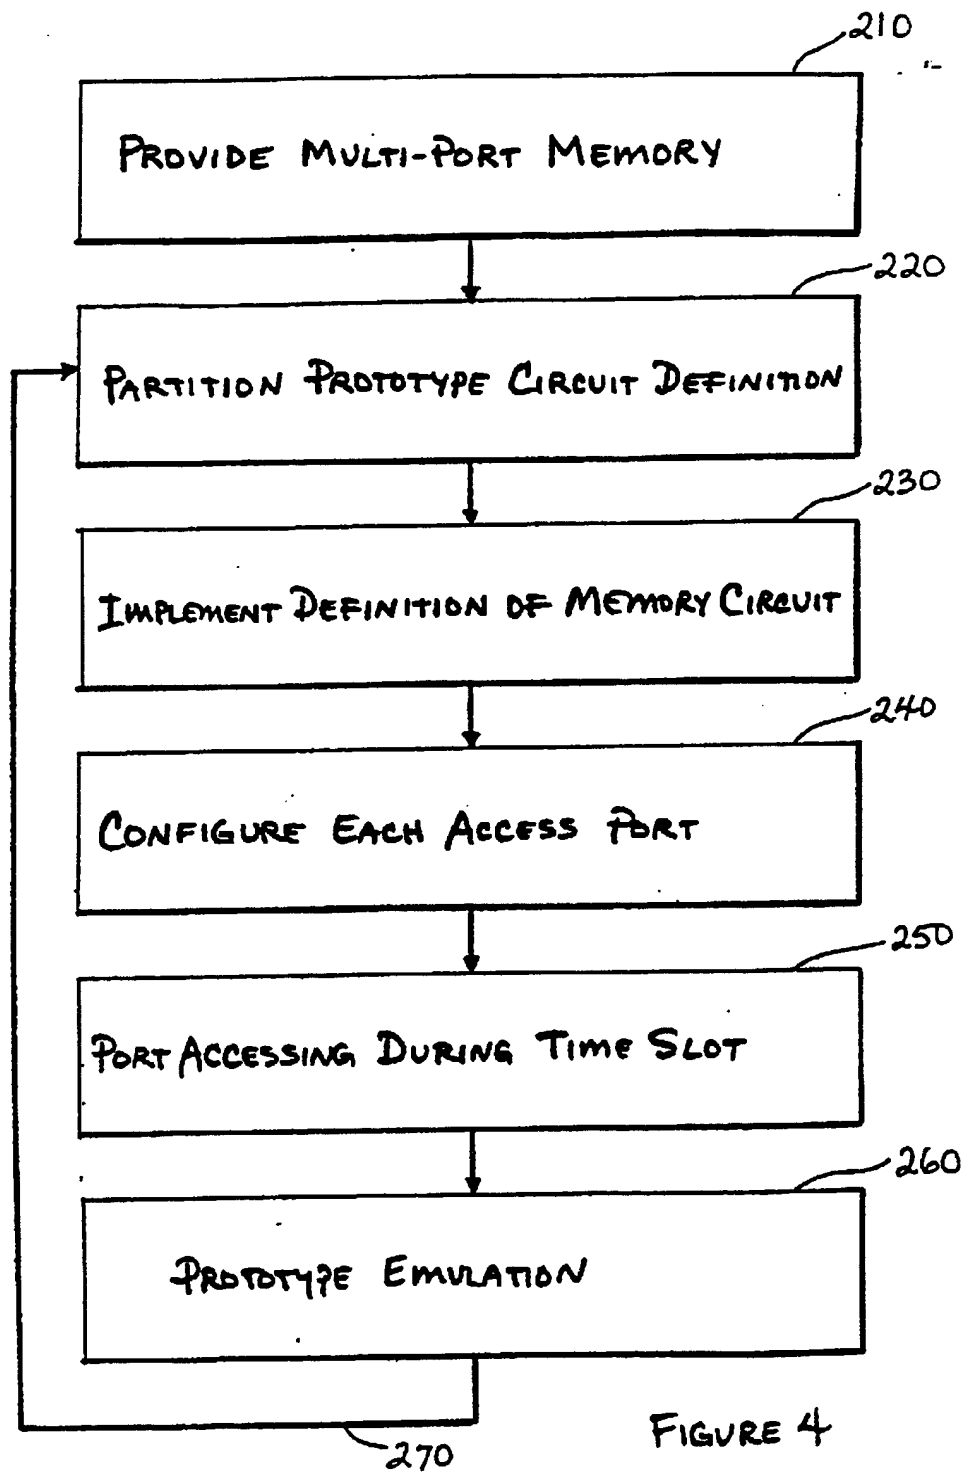 210
PROVIDE MULTI-PORT MEMORY
220
PARTITION PROTOTYPE CIRCUIT DEFINITION
230
IMPLEMENT DEFINITION OF MEMORY CIRCUIT
240
CONFIGURE EACH ACCESS PORT
250
PORT ACCESSING DURING TIME SLOT
260
PROTOTYPE EMULATION
270
FIGURE 4